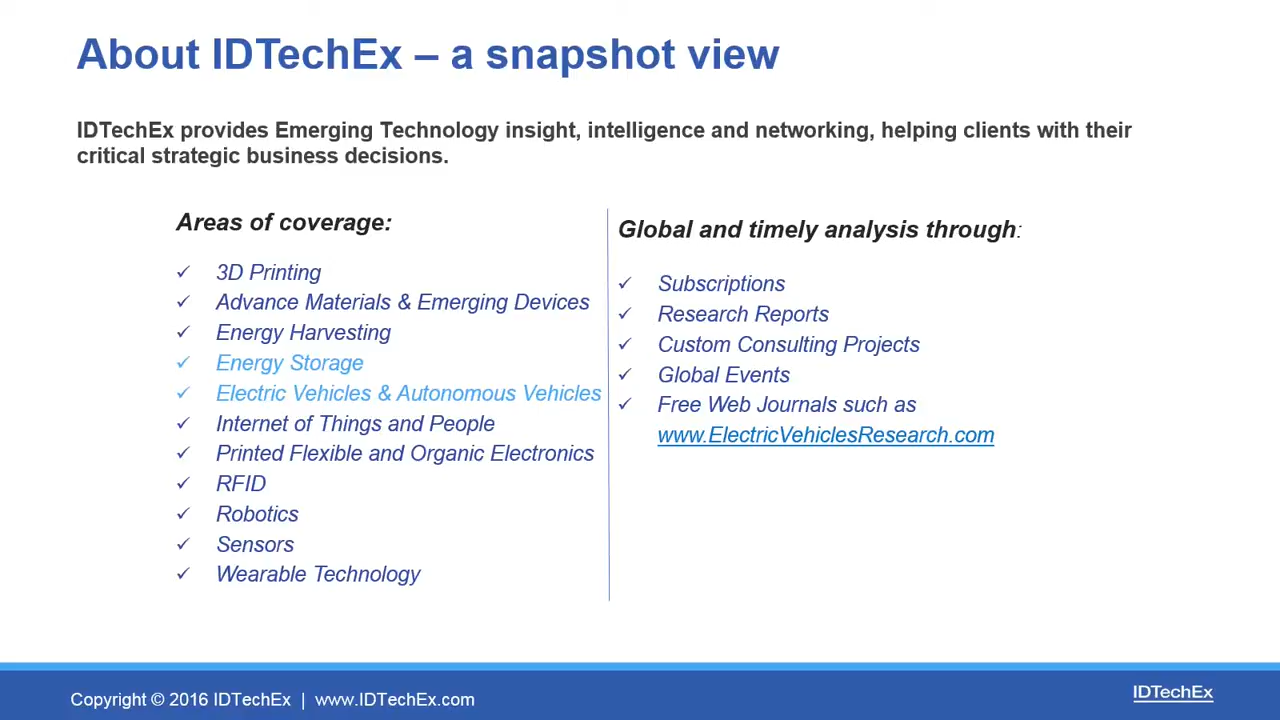 About IDTechEx – a snapshot view
IDTechEx provides Emerging Technology insight, intelligence and networking, helping clients with their
critical strategic business decisions.
Areas of coverage:
✓ 3D Printing
✓ Advance Materials & Emerging Devices
✓ Energy Harvesting
✓ Energy Storage
✓ Electric Vehicles & Autonomous Vehicles
✓ Internet of Things and People
✓ Printed Flexible and Organic Electronics
✓ RFID
✓ Robotics
✓ Sensors
✓ Wearable Technology
Global and timely analysis through:
✓ Subscriptions
✓ Research Reports
✓ Custom Consulting Projects
✓ Global Events
✓ Free Web Journals such as
www.ElectricVehiclesResearch.com
Copyright © 2016 IDTechEx | www.IDTechEx.com
IDTechEx